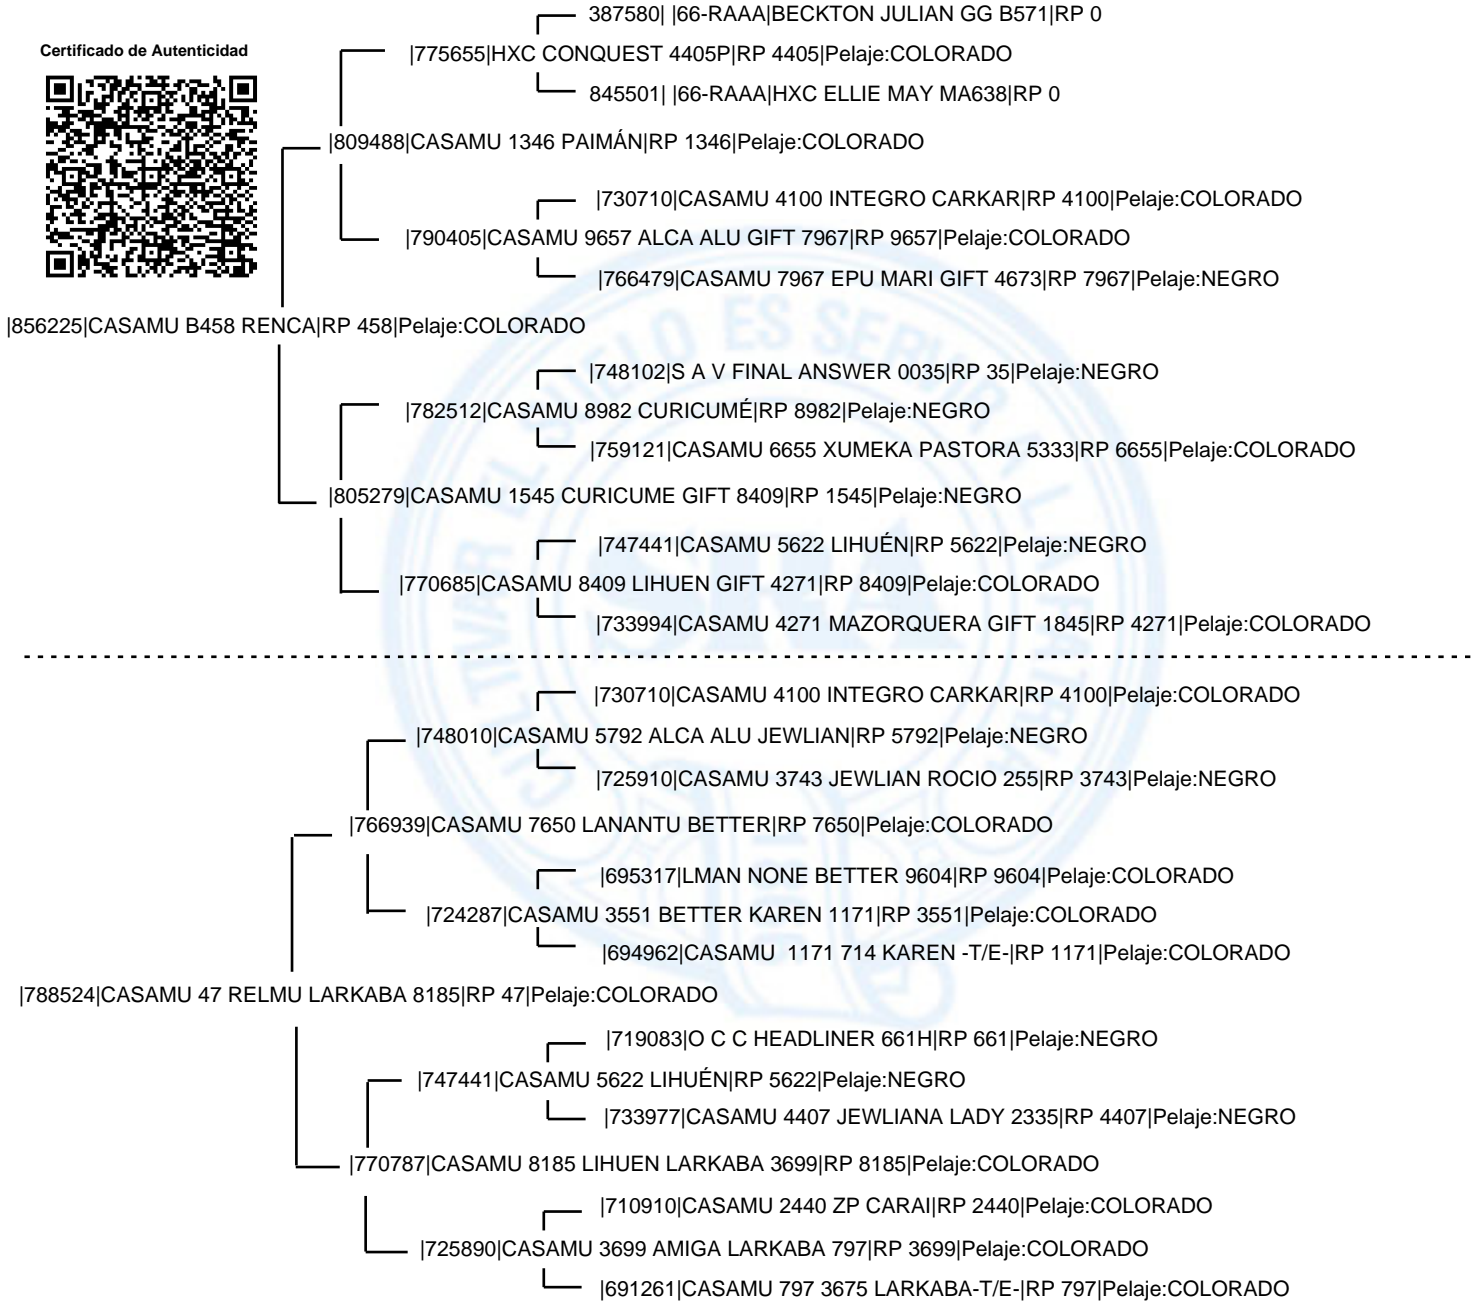 387580| |66-RAAA|BECKTON JULIAN GG B571|RP 0
Certificado de Autenticidad
|775655|HXC CONQUEST 4405P|RP 4405|Pelaje:COLORADO
845501| |66-RAAA|HXC ELLIE MAY MA638|RP 0
|809488|CASAMU 1346 PAIMÁN|RP 1346|Pelaje:COLORADO
|730710|CASAMU 4100 INTEGRO CARKAR|RP 4100|Pelaje:COLORADO
|790405|CASAMU 9657 ALCA ALU GIFT 7967|RP 9657|Pelaje:COLORADO
|766479|CASAMU 7967 EPU MARI GIFT 4673|RP 7967|Pelaje:NEGRO
|856225|CASAMU B458 RENCA|RP 458|Pelaje:COLORADO
|748102|S A V FINAL ANSWER 0035|RP 35|Pelaje:NEGRO
|782512|CASAMU 8982 CURICUMÉ|RP 8982|Pelaje:NEGRO
|759121|CASAMU 6655 XUMEKA PASTORA 5333|RP 6655|Pelaje:COLORADO
|805279|CASAMU 1545 CURICUME GIFT 8409|RP 1545|Pelaje:NEGRO
|747441|CASAMU 5622 LIHUÉN|RP 5622|Pelaje:NEGRO
|770685|CASAMU 8409 LIHUEN GIFT 4271|RP 8409|Pelaje:COLORADO
|733994|CASAMU 4271 MAZORQUERA GIFT 1845|RP 4271|Pelaje:COLORADO
|730710|CASAMU 4100 INTEGRO CARKAR|RP 4100|Pelaje:COLORADO
|748010|CASAMU 5792 ALCA ALU JEWLIAN|RP 5792|Pelaje:NEGRO
|725910|CASAMU 3743 JEWLIAN ROCIO 255|RP 3743|Pelaje:NEGRO
|766939|CASAMU 7650 LANANTU BETTER|RP 7650|Pelaje:COLORADO
|695317|LMAN NONE BETTER 9604|RP 9604|Pelaje:COLORADO
|724287|CASAMU 3551 BETTER KAREN 1171|RP 3551|Pelaje:COLORADO
|694962|CASAMU  1171 714 KAREN -T/E-|RP 1171|Pelaje:COLORADO
|788524|CASAMU 47 RELMU LARKABA 8185|RP 47|Pelaje:COLORADO
|719083|O C C HEADLINER 661H|RP 661|Pelaje:NEGRO
|747441|CASAMU 5622 LIHUÉN|RP 5622|Pelaje:NEGRO
|733977|CASAMU 4407 JEWLIANA LADY 2335|RP 4407|Pelaje:NEGRO
|770787|CASAMU 8185 LIHUEN LARKABA 3699|RP 8185|Pelaje:COLORADO
|710910|CASAMU 2440 ZP CARAI|RP 2440|Pelaje:COLORADO
|725890|CASAMU 3699 AMIGA LARKABA 797|RP 3699|Pelaje:COLORADO
|691261|CASAMU 797 3675 LARKABA-T/E-|RP 797|Pelaje:COLORADO
CULTIVAR EL SUELO ES SERVIR A LA PATRIA
SRA
1866